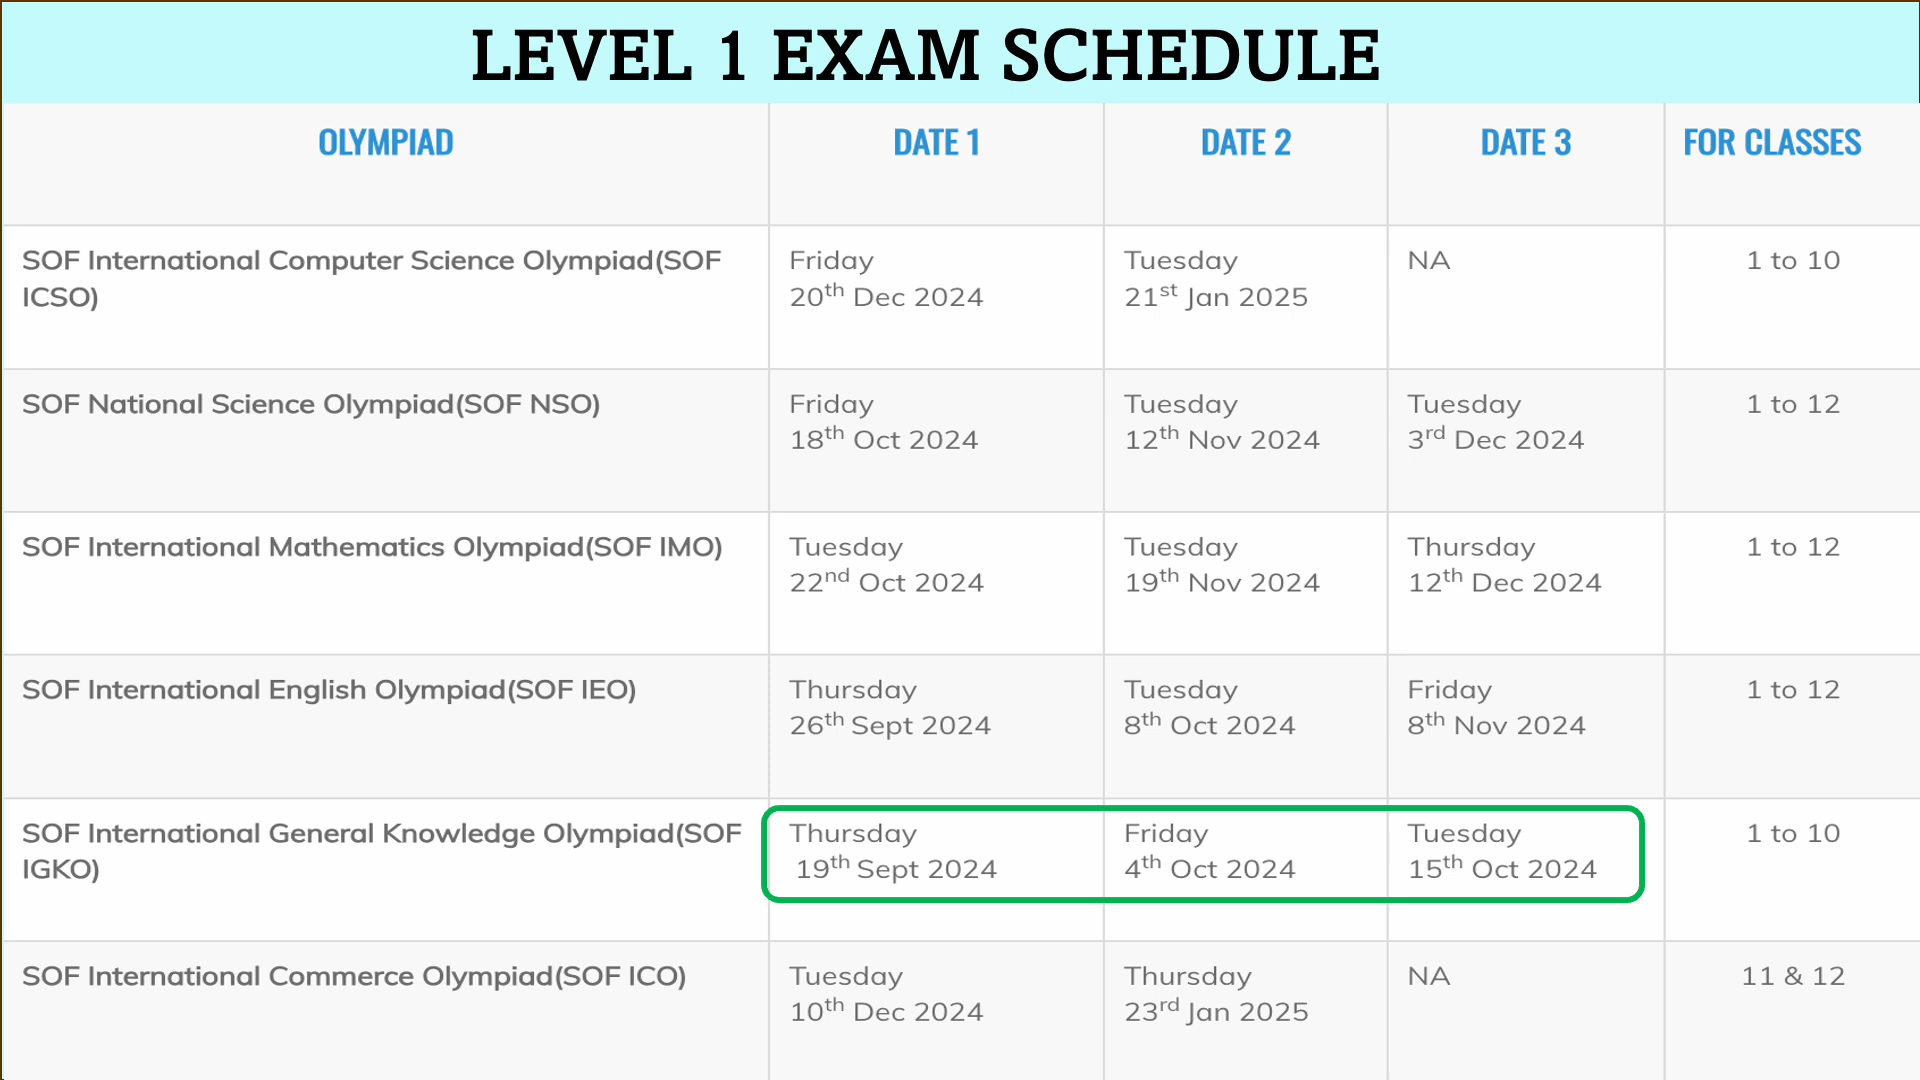 LEVEL 1 EXAM SCHEDULE
OLYMPIAD DATE 1 DATE 2 DATE 3 FOR CLASSES
SOF International Computer Science Olympiad(SOF Friday Tuesday NA 1 to 10
ICSO) 20th Dec 2024 21st Jan 2025
SOF National Science Olympiad(SOF NSO) Friday Tuesday Tuesday 1 to 12
18th Oct 2024 12th Nov 2024 3rd Dec 2024
SOF International Mathematics Olympiad(SOF IMO) Tuesday Tuesday Thursday 1 to 12
22nd Oct 2024 19th Nov 2024 12th Dec 2024
SOF International English Olympiad(SOF IEO) Thursday Tuesday Friday 1 to 12
26th Sept 2024 8th Oct 2024 8th Nov 2024
SOF International General Knowledge Olympiad(SOF Thursday Friday Tuesday 1 to 10
IGKO) 19th Sept 2024 4th Oct 2024 15th Oct 2024
SOF International Commerce Olympiad(SOF ICO) Tuesday Thursday NA 11 & 12
10th Dec 2024 23rd Jan 2025